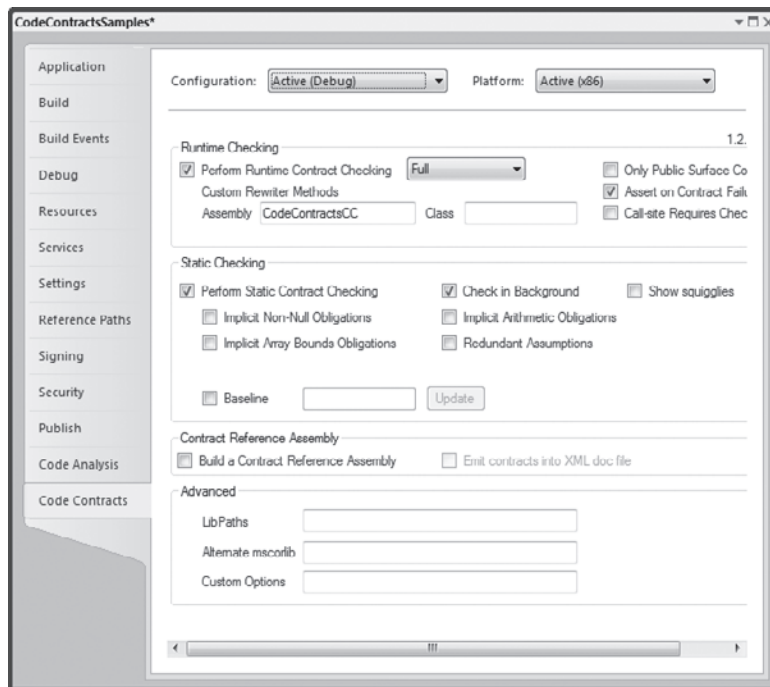 CodeContractsSamples*
Application
Build
Build Events
Debug
Resources
Services
Settings
Reference Paths
Signing
Security
Publish
Code Analysis
Code Contracts
Configuration: Active (Debug) Platform: Active (x86)
1.2.
Runtime Checking
Perform Runtime Contract Checking Full Only Public Surface Co
Custom Rewriter Methods Assert on Contract Failu
Assembly CodeContractsCC Class Call-site Requires Chec
Static Checking
Perform Static Contract Checking Check in Background Show squigglies
Implicit Non-Null Obligations Implicit Arithmetic Obligations
Implicit Array Bounds Obligations Redundant Assumptions
Baseline Update
Contract Reference Assembly
Build a Contract Reference Assembly Emit contracts into XML doc file
Advanced
LibPaths
Alternate mscorlib
Custom Options